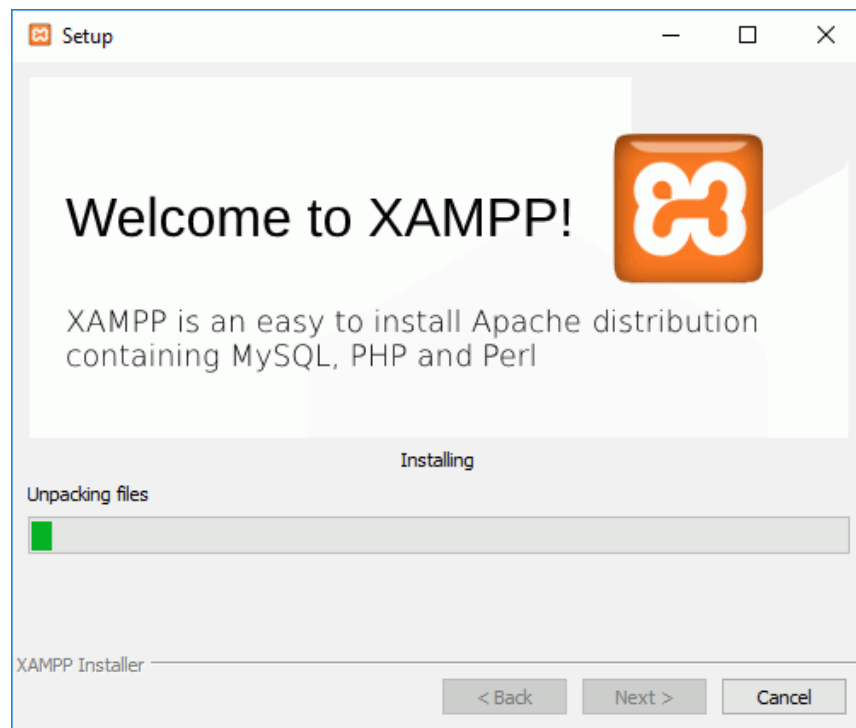 Setup
Welcome to XAMPP!
XAMPP is an easy to install Apache distribution
containing MySQL, PHP and Perl
Installing
Unpacking files
XAMPP Installer
< Back
Next >
Cancel